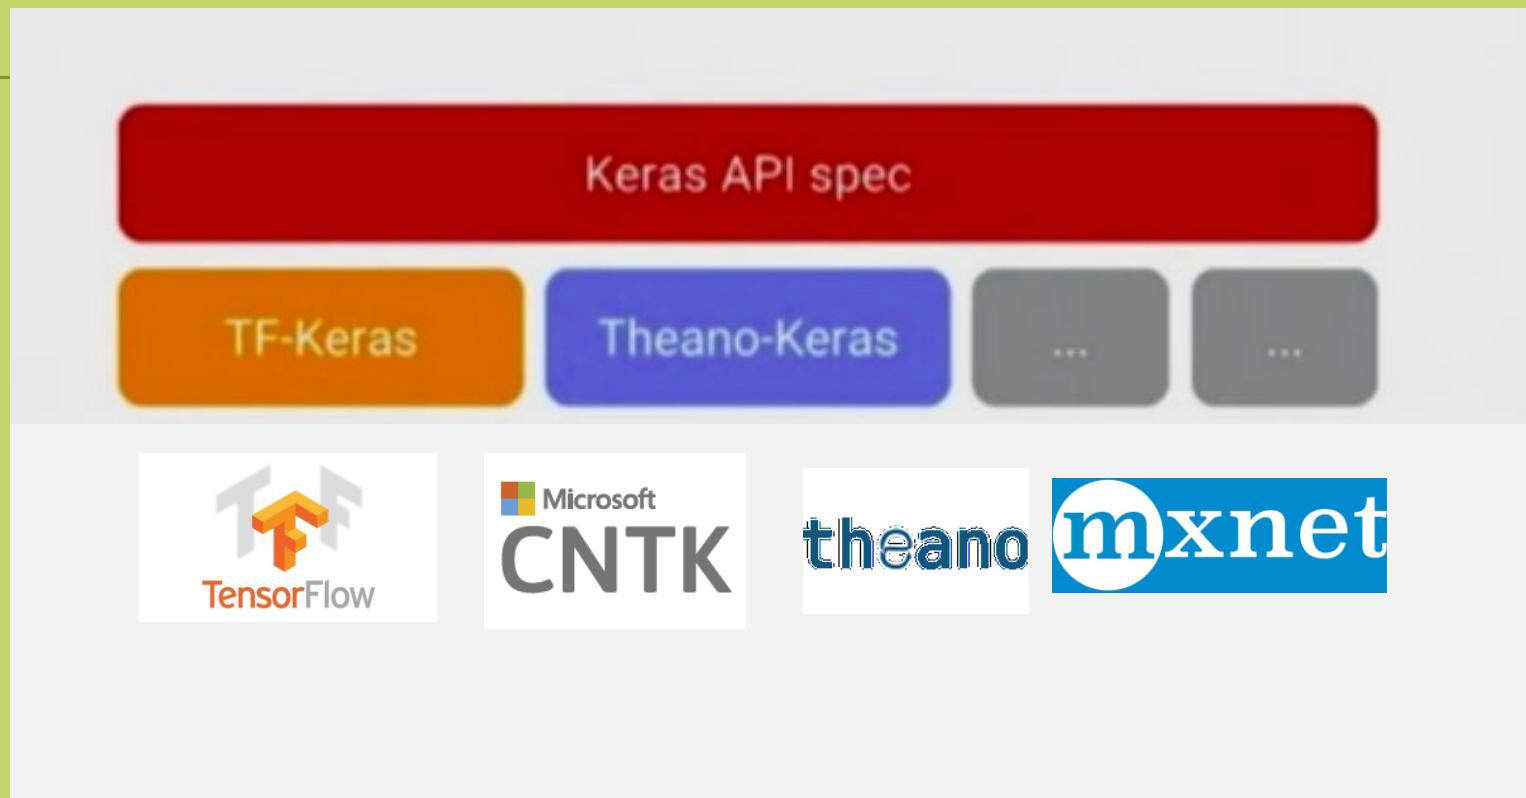 Keras API spec
TF-Keras
Theano-Keras
...
...
TensorFlow
Microsoft
CNTK
theano
mxnet